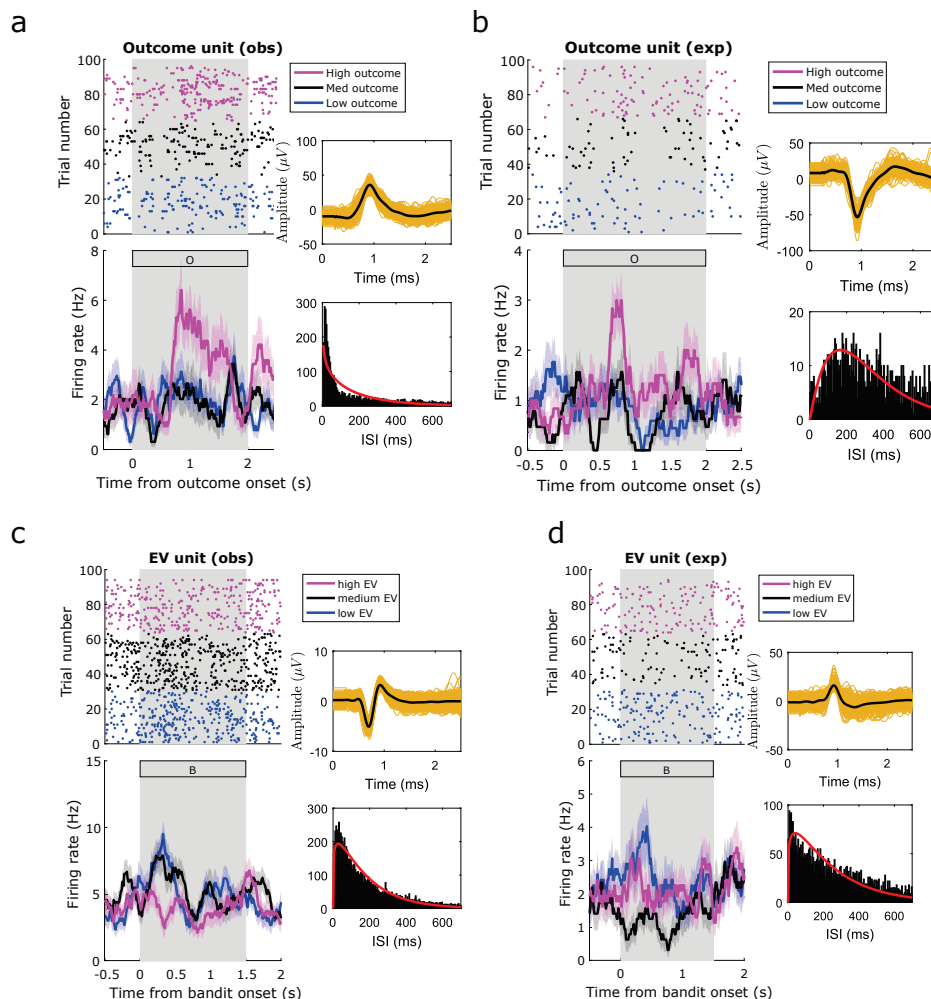 a
Outcome unit (obs)
100
80
60
40
20
0
Trial number
High outcome
Med outcome
Low outcome
100
50
0
-50
Amplitude (μV)
0 1 2
Time (ms)
8
6
4
2
0
Firing rate (Hz)
O
-0.5 0 0.5 1 1.5 2
Time from outcome onset (s)
300
200
100
0
0 200 400 600
ISI (ms)
b
Outcome unit (exp)
100
80
60
40
20
0
Trial number
High outcome
Med outcome
Low outcome
50
0
-50
-100
Amplitude (μV)
0 1 2
Time (ms)
4
3
2
1
0
Firing rate (Hz)
O
-0.5 0 0.5 1 1.5 2 2.5
Time from outcome onset (s)
20
10
0
0 200 400 600
ISI (ms)
c
EV unit (obs)
100
80
60
40
20
0
Trial number
high EV
medium EV
low EV
10
0
-10
Amplitude (μV)
0 1 2
Time (ms)
15
10
5
0
Firing rate (Hz)
B
-0.5 0 0.5 1 1.5 2
Time from bandit onset (s)
300
200
100
0
0 200 400 600
ISI (ms)
d
EV unit (exp)
100
80
60
40
20
0
Trial number
high EV
medium EV
low EV
50
0
-50
Amplitude (μV)
0 1 2
Time (ms)
6
5
4
3
2
1
0
Firing rate (Hz)
B
0 1 2
Time from bandit onset (s)
100
50
0
0 200 400 600
ISI (ms)